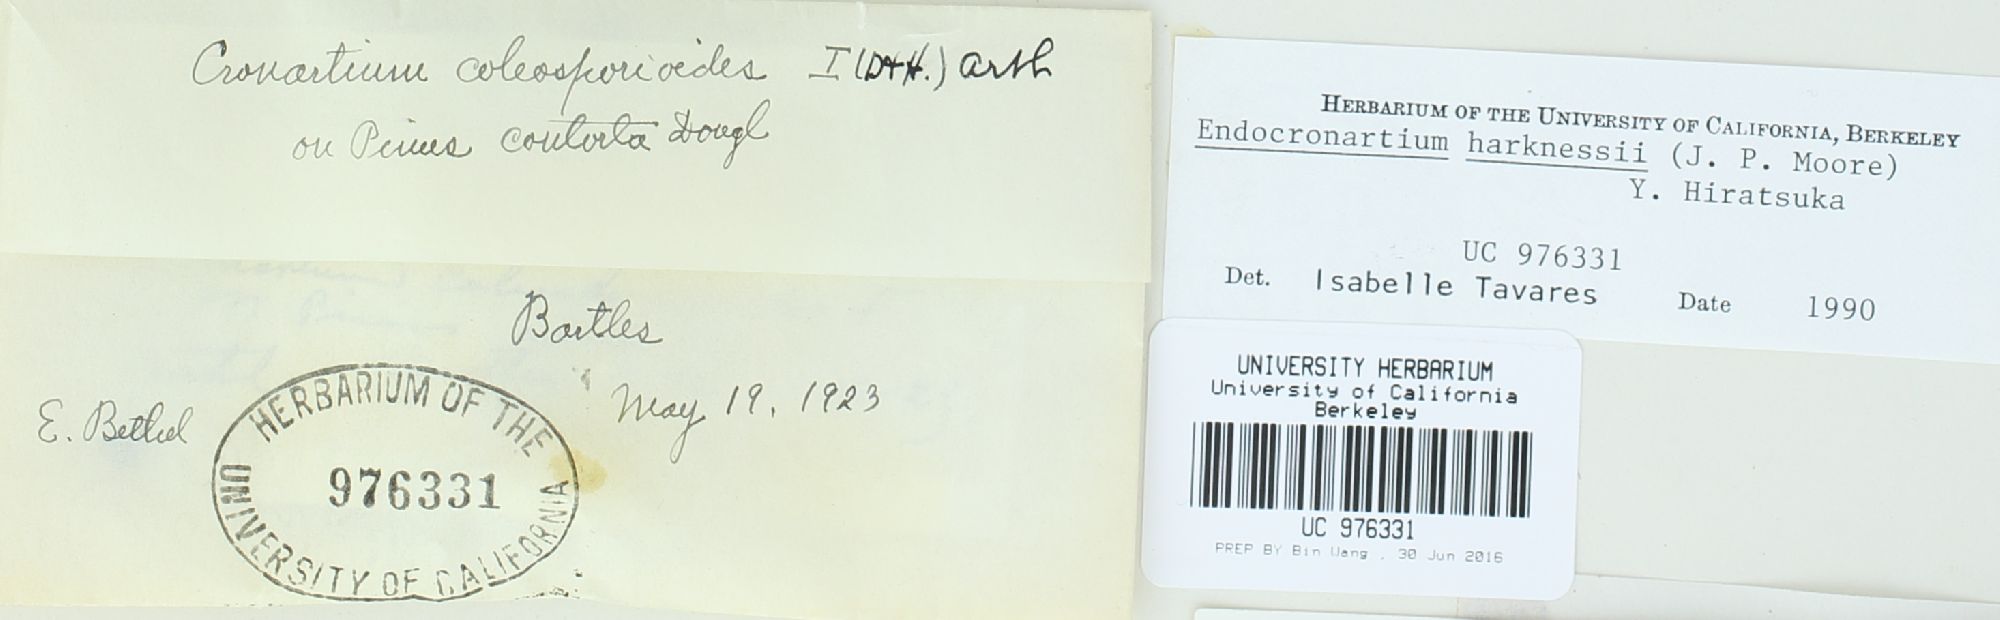 Cronartium coleosporioides I (D+H.) Arth
on Pinus contorta Dougl
Bartles
May 19, 1923
E. Bethel
HERBARIUM OF THE
976331
UNIVERSITY OF CALIFORNIA
HERBARIUM OF THE UNIVERSITY OF CALIFORNIA, BERKELEY
Endocronartium harknessii (J. P. Moore)
Y. Hiratsuka
UC 976331
Det. Isabelle Tavares Date 1990
UNIVERSITY HERBARIUM
University of California
Berkeley
UC 976331
PREP BY Bin Wang , 30 Jun 2016